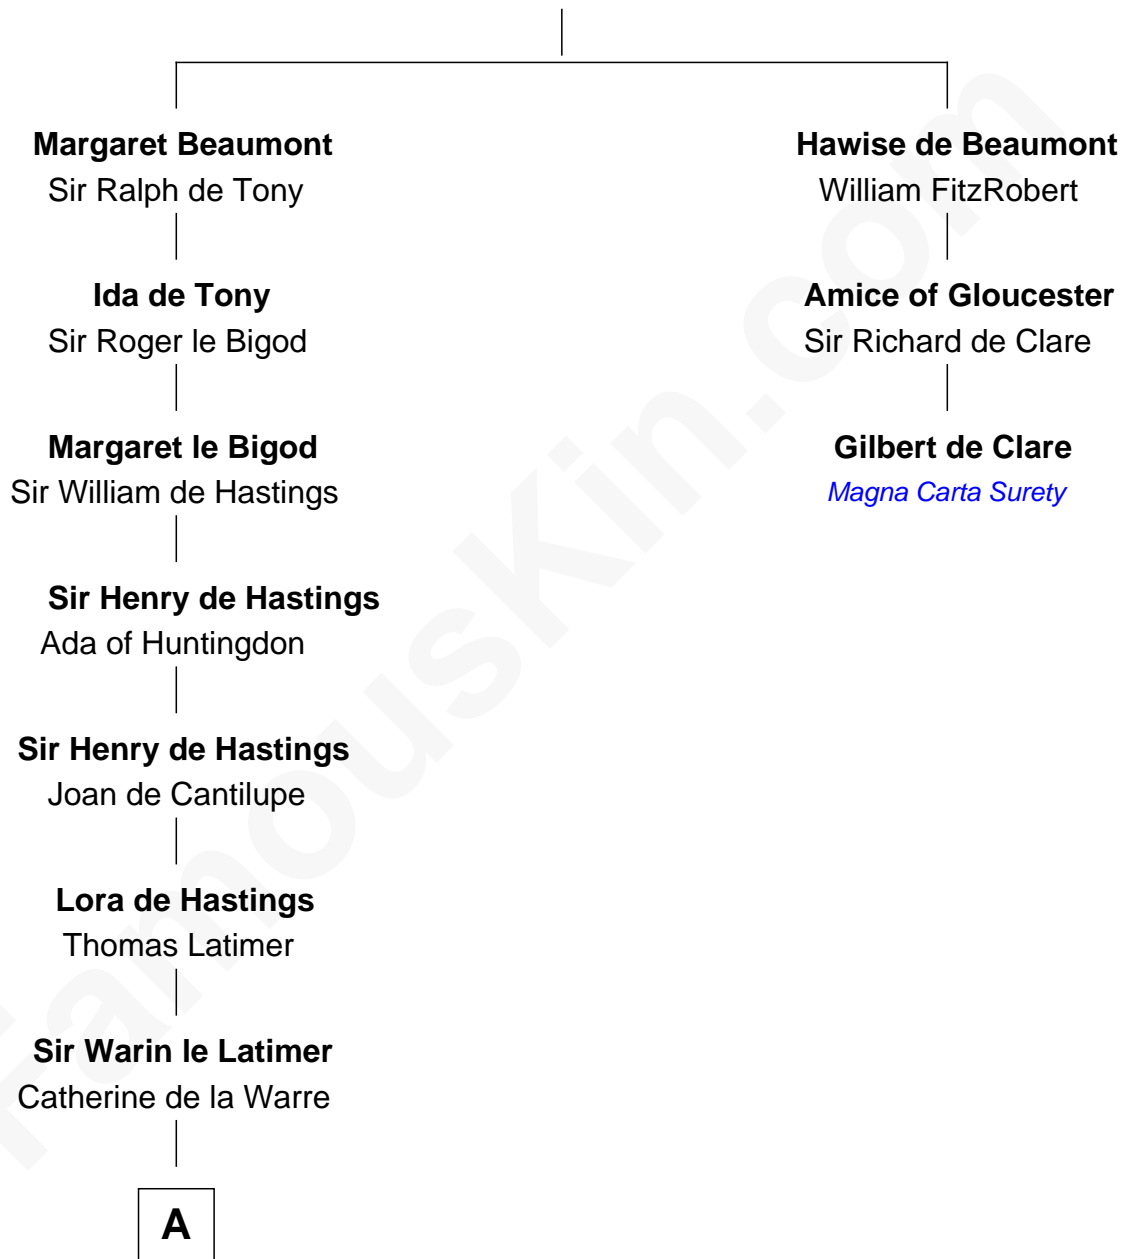 Margaret Beaumont
Sir Ralph de Tony
Hawise de Beaumont
William FitzRobert
Ida de Tony
Sir Roger le Bigod
Amice of Gloucester
Sir Richard de Clare
Margaret le Bigod
Sir William de Hastings
Gilbert de Clare
Magna Carta Surety
Sir Henry de Hastings
Ada of Huntingdon
Sir Henry de Hastings
Joan de Cantilupe
Lora de Hastings
Thomas Latimer
Sir Warin le Latimer
Catherine de la Warre
A
FamousKin.com